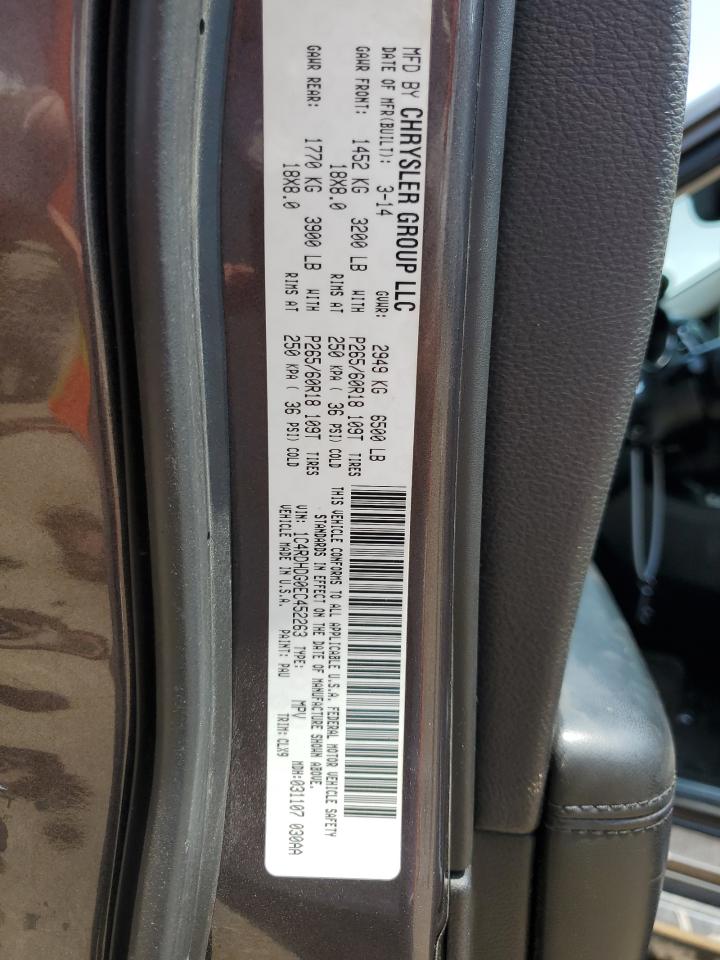 MFD BY CHRYSLER GROUP LLC
DATE OF MFR(BUILT): 3-14 GVWR: 2949 KG 6500 LB
GAWR FRONT: 1452 KG 3200 LB WITH P265/60R18 109T TIRES
18X8.0 RIMS AT 250 KPA ( 36 PSI) COLD
GAWR REAR: 1770 KG 3900 LB WITH P265/60R18 109T TIRES
18X8.0 RIMS AT 250 KPA ( 36 PSI) COLD
THIS VEHICLE CONFORMS TO ALL APPLICABLE U.S.A. FEDERAL MOTOR VEHICLE SAFETY
STANDARDS IN EFFECT ON THE DATE OF MANUFACTURE SHOWN ABOVE.
VIN: 1C4RDHDG0EC452263 TYPE: MPV MDH:031107 030AA
VEHICLE MADE IN U.S.A. PAINT: PAU TRIM: CLX9